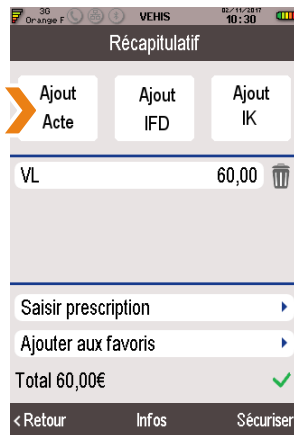 3G
Orange F VEHIS 02/11/2017
10:30
Récapitulatif
Ajout Acte
Ajout IFD
Ajout IK
VL 60,00
Saisir prescription
Ajouter aux favoris
Total 60,00€
< Retour Infos Sécuriser